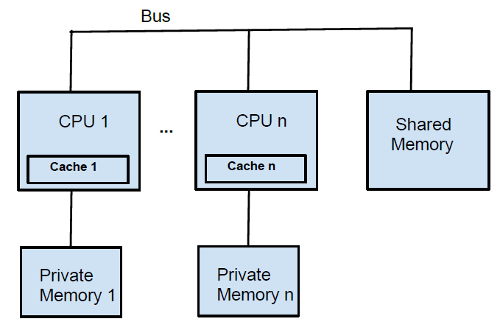 Bus
CPU 1
...
CPU n
Shared
Memory
Cache 1
Cache n
Private
Memory 1
Private
Memory n